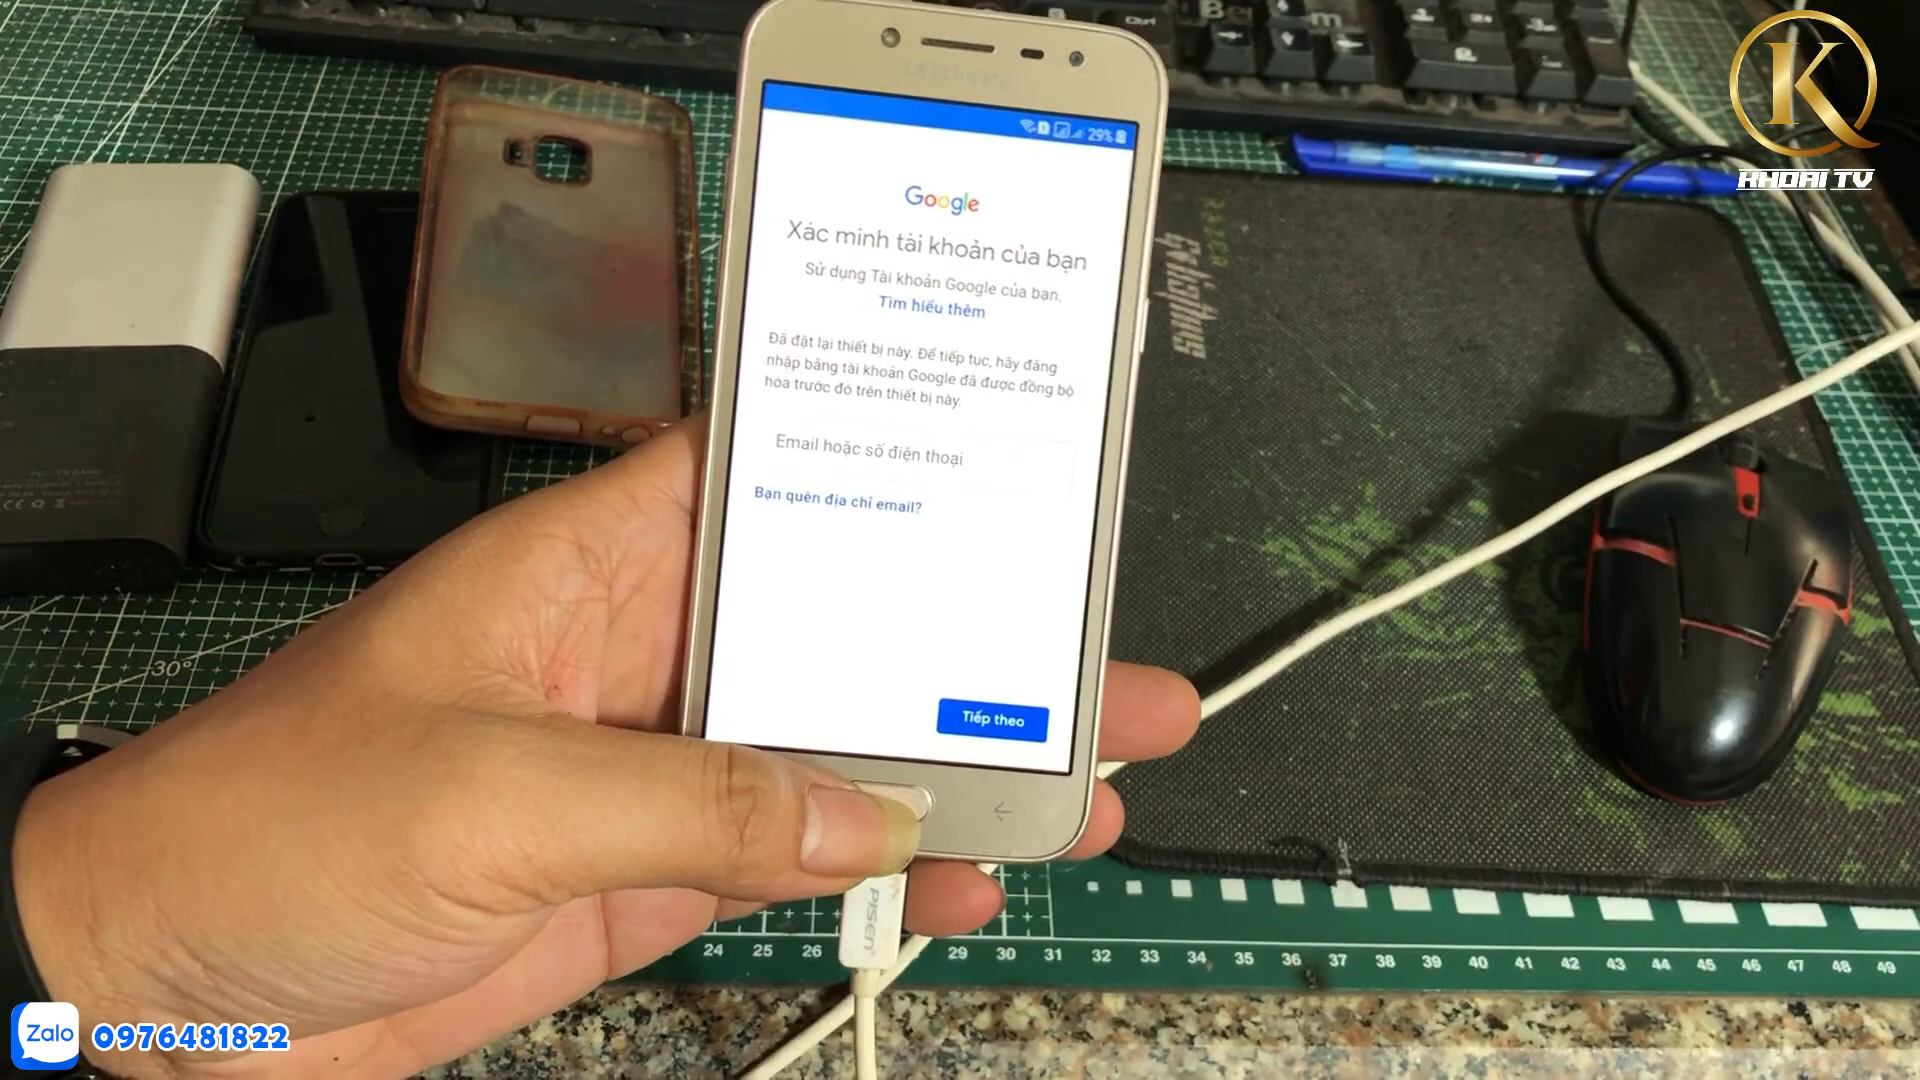 29%
Google
Xác minh tài khoản của bạn
Sử dụng Tài khoản Google của bạn.
Tìm hiểu thêm
Đã đặt lại thiết bị này. Để tiếp tục, hãy đăng
nhập bằng tài khoản Google đã được đồng bộ
hóa trước đó trên thiết bị này.
Email hoặc số điện thoại
Bạn quên địa chỉ email?
Tiếp theo
K
KHOAI TV
Ctrl
RAZER
Goliathus
30°
PISEN
24 25 26 29 30 31 32 33 34 35 36 37 38 39 40 41 42 43 44 45 46 47 48 49
Zalo 0976481822